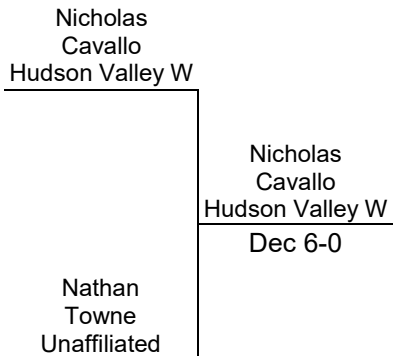 Nicholas
Cavallo
Hudson Valley W
Nicholas
Cavallo
Hudson Valley W
Dec 6-0
Nathan
Towne
Unaffiliated